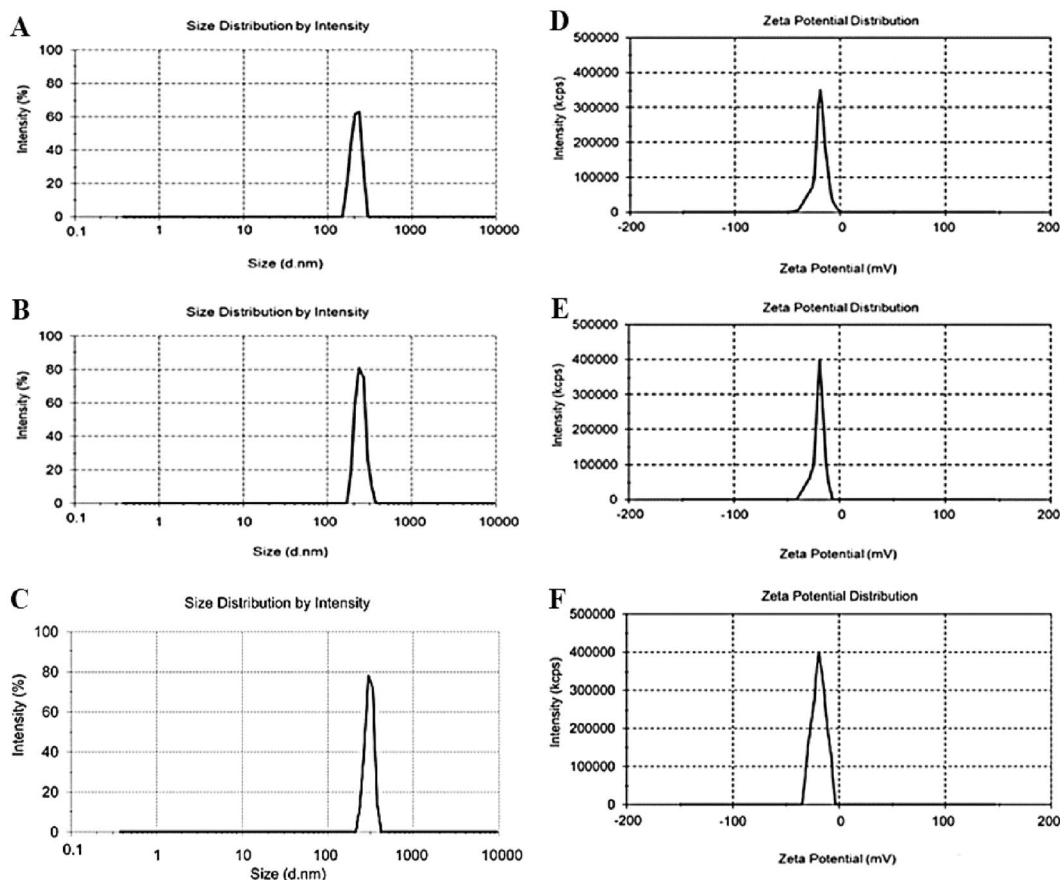 A
Size Distribution by Intensity
100
80
60
40
20
0
Intensity (%)
0.1 1 10 100 1000 10000
Size (d.nm)
B
Size Distribution by Intensity
100
80
60
40
20
0
Intensity (%)
0.1 1 10 100 1000 10000
Size (d.nm)
C
Size Distribution by Intensity
100
80
60
40
20
0
Intensity (%)
0.1 1 10 100 1000 10000
Size (d.nm)
D
Zeta Potential Distribution
500000
400000
300000
200000
100000
0
Intensity (kcps)
-200 -100 0 100 200
Zeta Potential (mV)
E
Zeta Potential Distribution
500000
400000
300000
200000
100000
0
Intensity (kcps)
-200 -100 0 100 200
Zeta Potential (mV)
F
Zeta Potential Distribution
500000
400000
300000
200000
100000
0
Intensity (kcps)
-200 -100 0 100 200
Zeta Potential (mV)